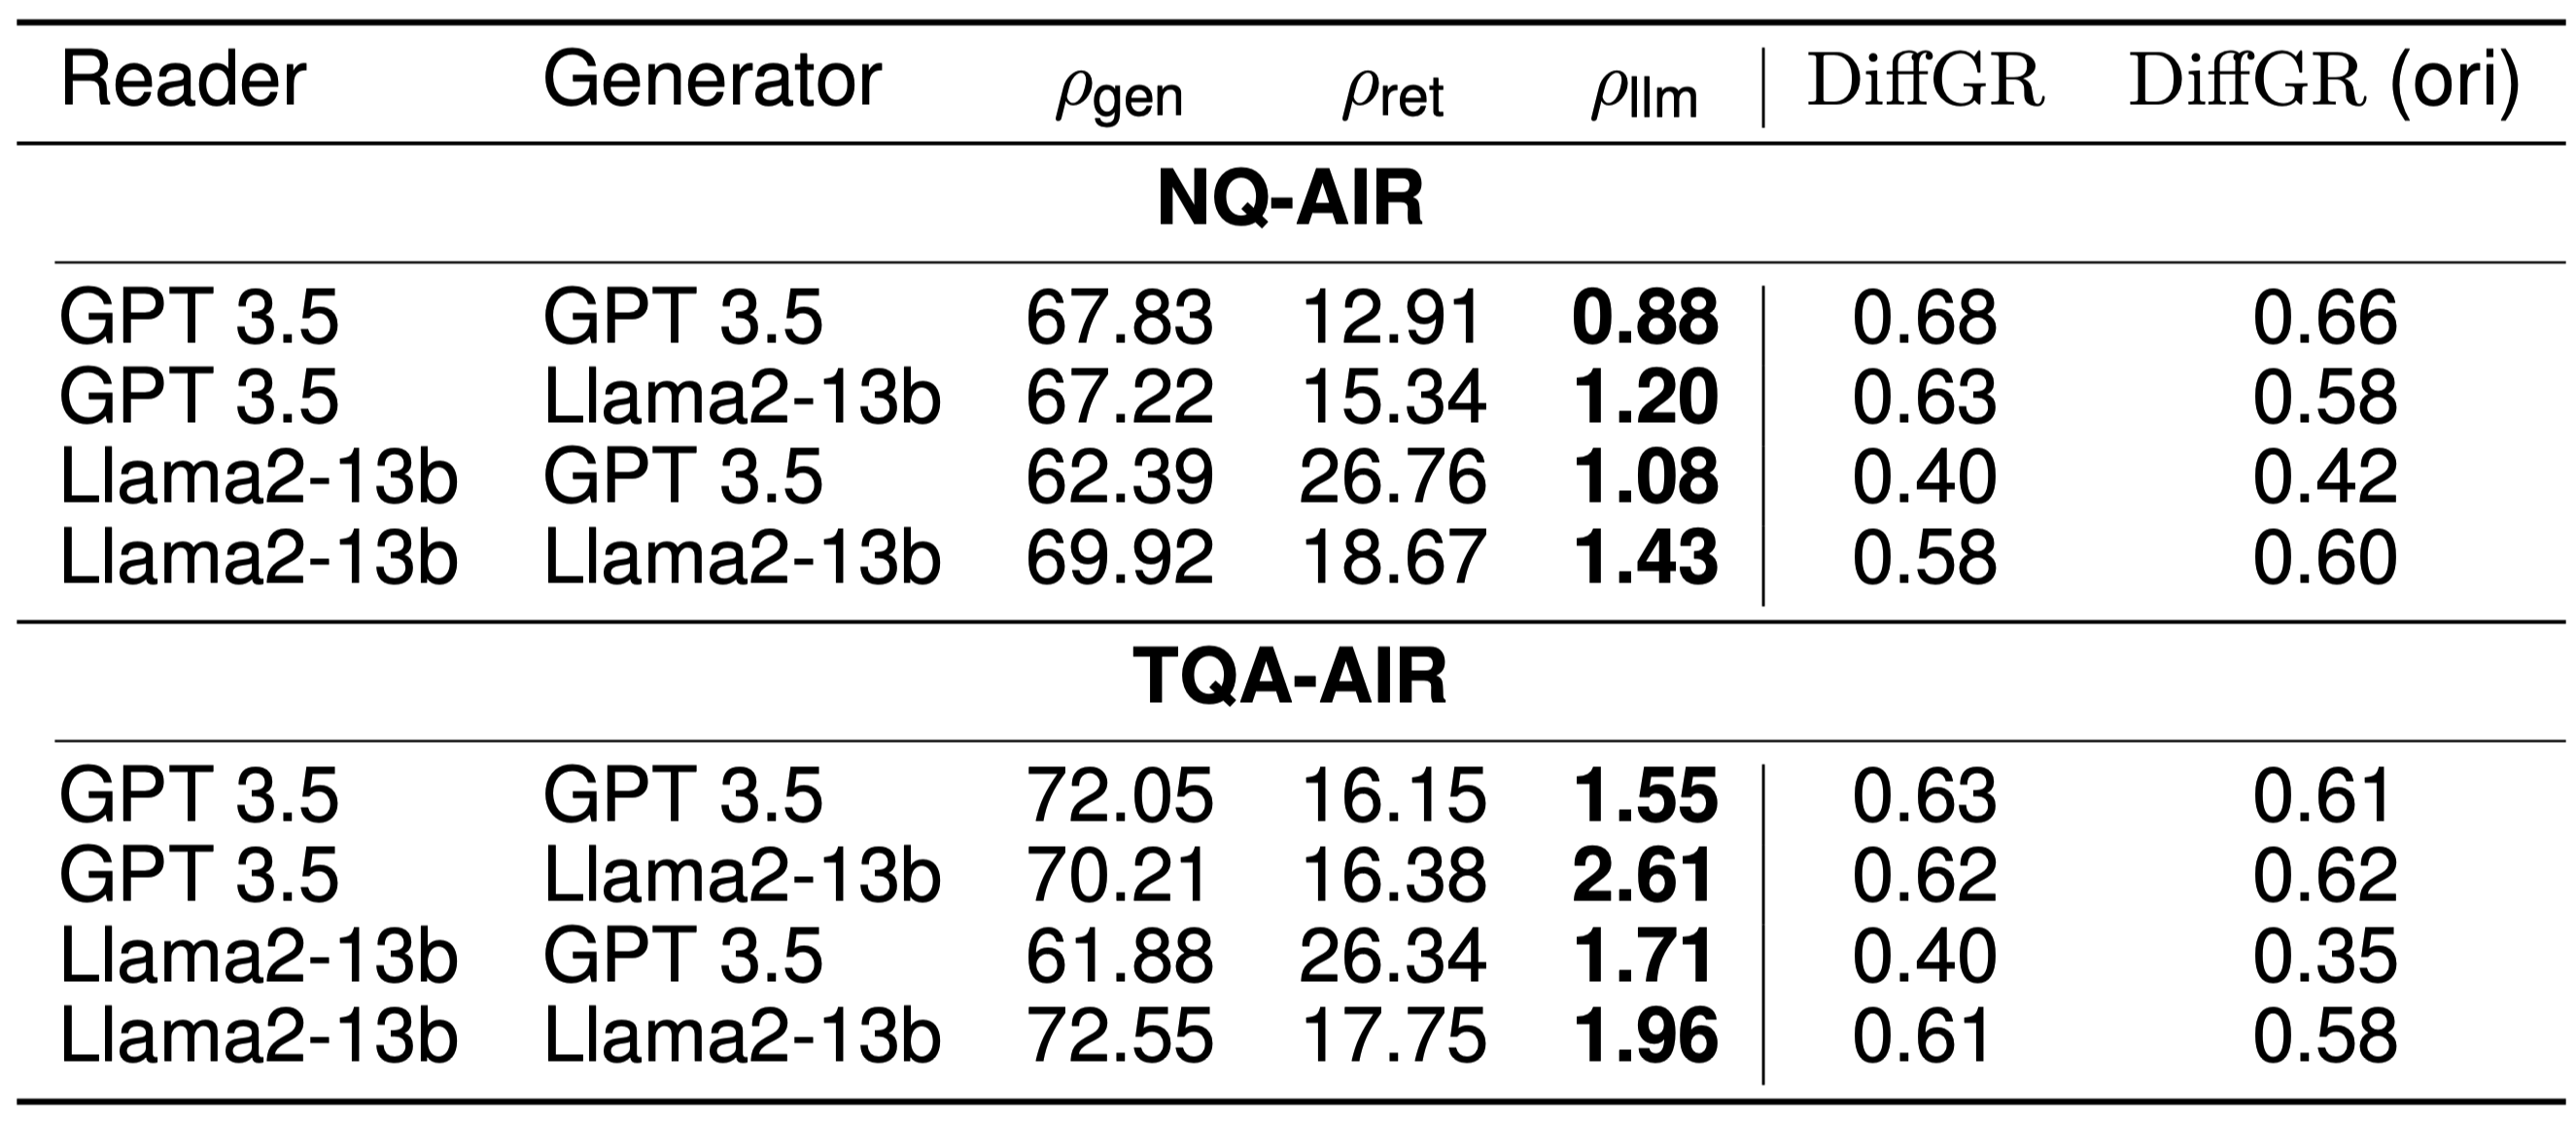 Reader Generator ρgen ρret ρllm DiffGR DiffGR (ori)
NQ-AIR
GPT 3.5 GPT 3.5 67.83 12.91 0.88 0.68 0.66
GPT 3.5 Llama2-13b 67.22 15.34 1.20 0.63 0.58
Llama2-13b GPT 3.5 62.39 26.76 1.08 0.40 0.42
Llama2-13b Llama2-13b 69.92 18.67 1.43 0.58 0.60
TQA-AIR
GPT 3.5 GPT 3.5 72.05 16.15 1.55 0.63 0.61
GPT 3.5 Llama2-13b 70.21 16.38 2.61 0.62 0.62
Llama2-13b GPT 3.5 61.88 26.34 1.71 0.40 0.35
Llama2-13b Llama2-13b 72.55 17.75 1.96 0.61 0.58